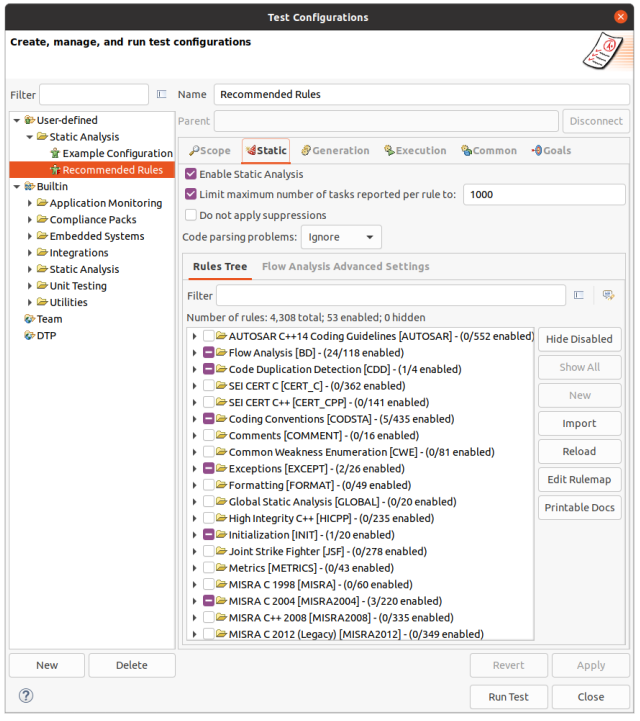 Test Configurations
Create, manage, and run test configurations
Filter
Name Recommended Rules
Parent Disconnect
User-defined
Static Analysis
Example Configuration
Recommended Rules
Builtin
Application Monitoring
Compliance Packs
Embedded Systems
Integrations
Static Analysis
Unit Testing
Utilities
Team
DTP
Scope Static Generation Execution Common Goals
Enable Static Analysis
Limit maximum number of tasks reported per rule to: 1000
Do not apply suppressions
Code parsing problems: Ignore
Rules Tree Flow Analysis Advanced Settings
Filter
Number of rules: 4,308 total; 53 enabled; 0 hidden
AUTOSAR C++14 Coding Guidelines [AUTOSAR] - (0/552 enabled)
Flow Analysis [BD] - (24/118 enabled)
Code Duplication Detection [CDD] - (1/4 enabled)
SEI CERT C [CERT_C] - (0/362 enabled)
SEI CERT C++ [CERT_CPP] - (0/141 enabled)
Coding Conventions [CODSTA] - (5/435 enabled)
Comments [COMMENT] - (0/16 enabled)
Common Weakness Enumeration [CWE] - (0/81 enabled)
Exceptions [EXCEPT] - (2/26 enabled)
Formatting [FORMAT] - (0/49 enabled)
Global Static Analysis [GLOBAL] - (0/20 enabled)
High Integrity C++ [HICPP] - (0/235 enabled)
Initialization [INIT] - (1/20 enabled)
Joint Strike Fighter [JSF] - (0/278 enabled)
Metrics [METRICS] - (0/43 enabled)
MISRA C 1998 [MISRA] - (0/60 enabled)
MISRA C 2004 [MISRA2004] - (3/220 enabled)
MISRA C++ 2008 [MISRA2008] - (0/335 enabled)
MISRA C 2012 (Legacy) [MISRA2012] - (0/349 enabled)
Hide Disabled
Show All
New
Import
Reload
Edit Rulemap
Printable Docs
New Delete
Revert Apply
Run Test Close